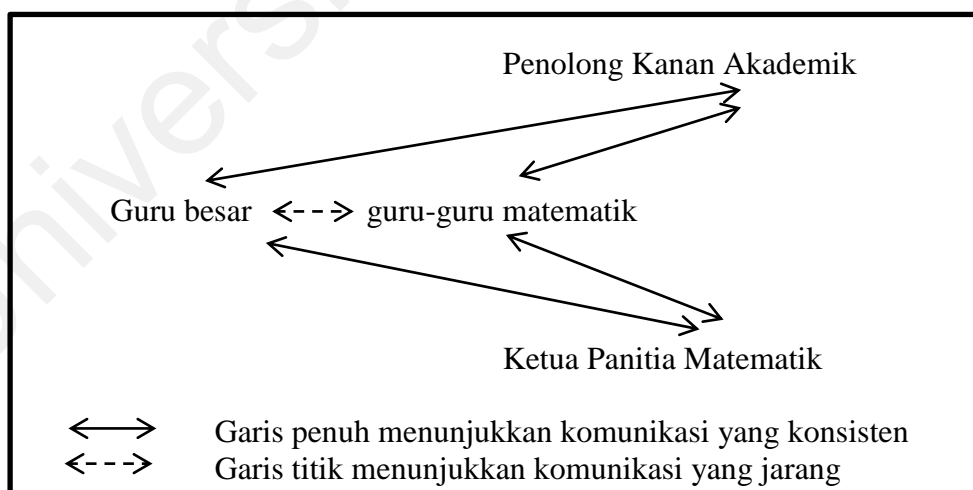 Penolong Kanan Akademik
Guru besar guru-guru matematik
Ketua Panitia Matematik
Garis penuh menunjukkan komunikasi yang konsisten
Garis titik menunjukkan komunikasi yang jarang